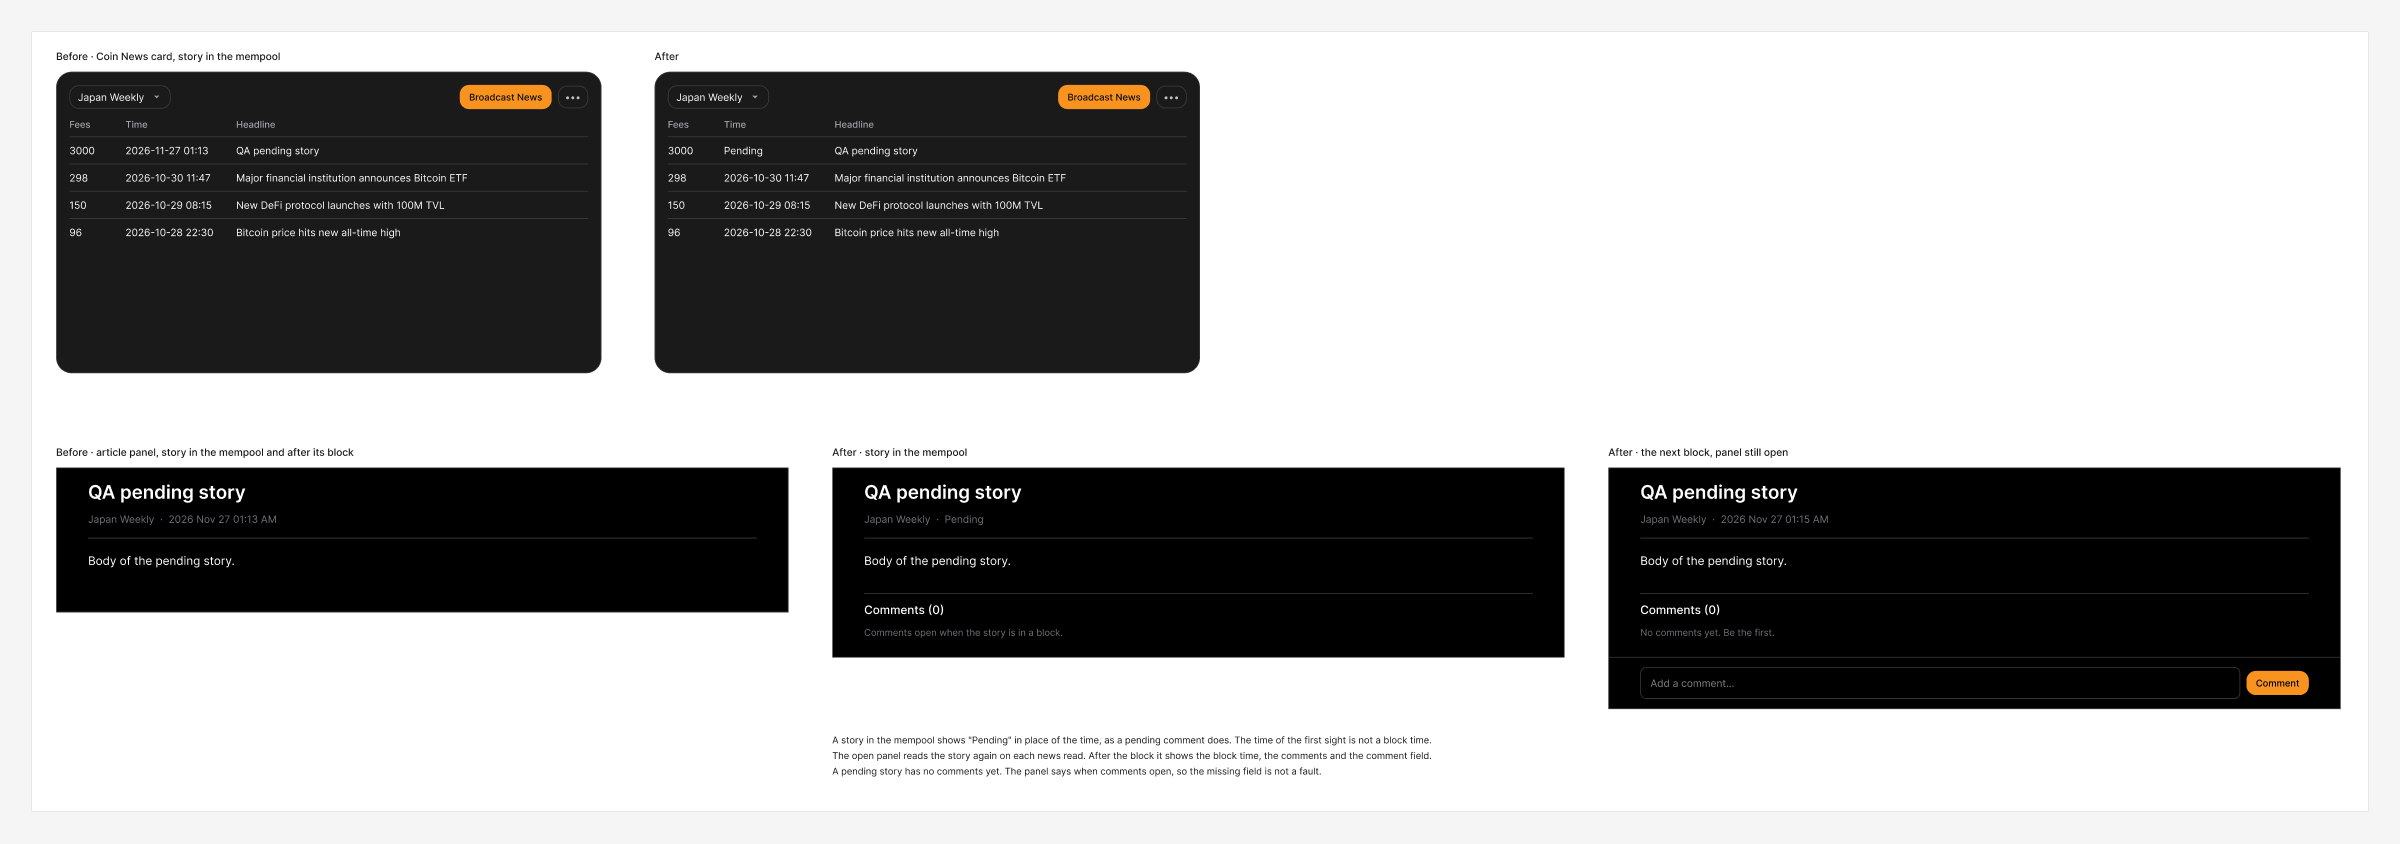 Before · Coin News card, story in the mempool
Japan Weekly
Broadcast News
Fees Time Headline
3000 2026-11-27 01:13 QA pending story
298 2026-10-30 11:47 Major financial institution announces Bitcoin ETF
150 2026-10-29 08:15 New DeFi protocol launches with 100M TVL
96 2026-10-28 22:30 Bitcoin price hits new all-time high
After
Japan Weekly
Broadcast News
Fees Time Headline
3000 Pending QA pending story
298 2026-10-30 11:47 Major financial institution announces Bitcoin ETF
150 2026-10-29 08:15 New DeFi protocol launches with 100M TVL
96 2026-10-28 22:30 Bitcoin price hits new all-time high
Before · article panel, story in the mempool and after its block
QA pending story
Japan Weekly · 2026 Nov 27 01:13 AM
Body of the pending story.
After · story in the mempool
QA pending story
Japan Weekly · Pending
Body of the pending story.
Comments (0)
Comments open when the story is in a block.
After · the next block, panel still open
QA pending story
Japan Weekly · 2026 Nov 27 01:15 AM
Body of the pending story.
Comments (0)
No comments yet. Be the first.
Add a comment...
Comment
A story in the mempool shows "Pending" in place of the time, as a pending comment does. The time of the first sight is not a block time.
The open panel reads the story again on each news read. After the block it shows the block time, the comments and the comment field.
A pending story has no comments yet. The panel says when comments open, so the missing field is not a fault.